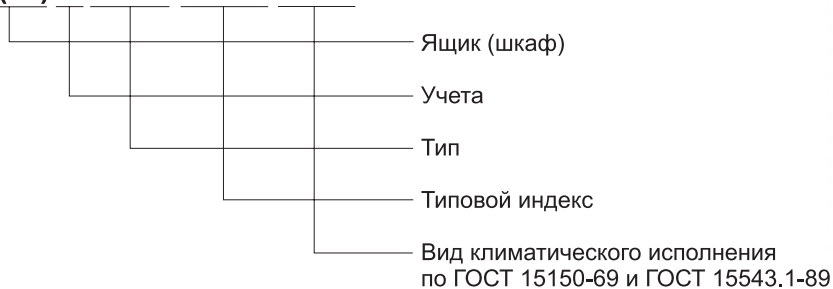 Ящик (шкаф)
Учета
Тип
Типовой индекс
Вид климатического исполнения
по ГОСТ 15150-69 и ГОСТ 15543.1-89